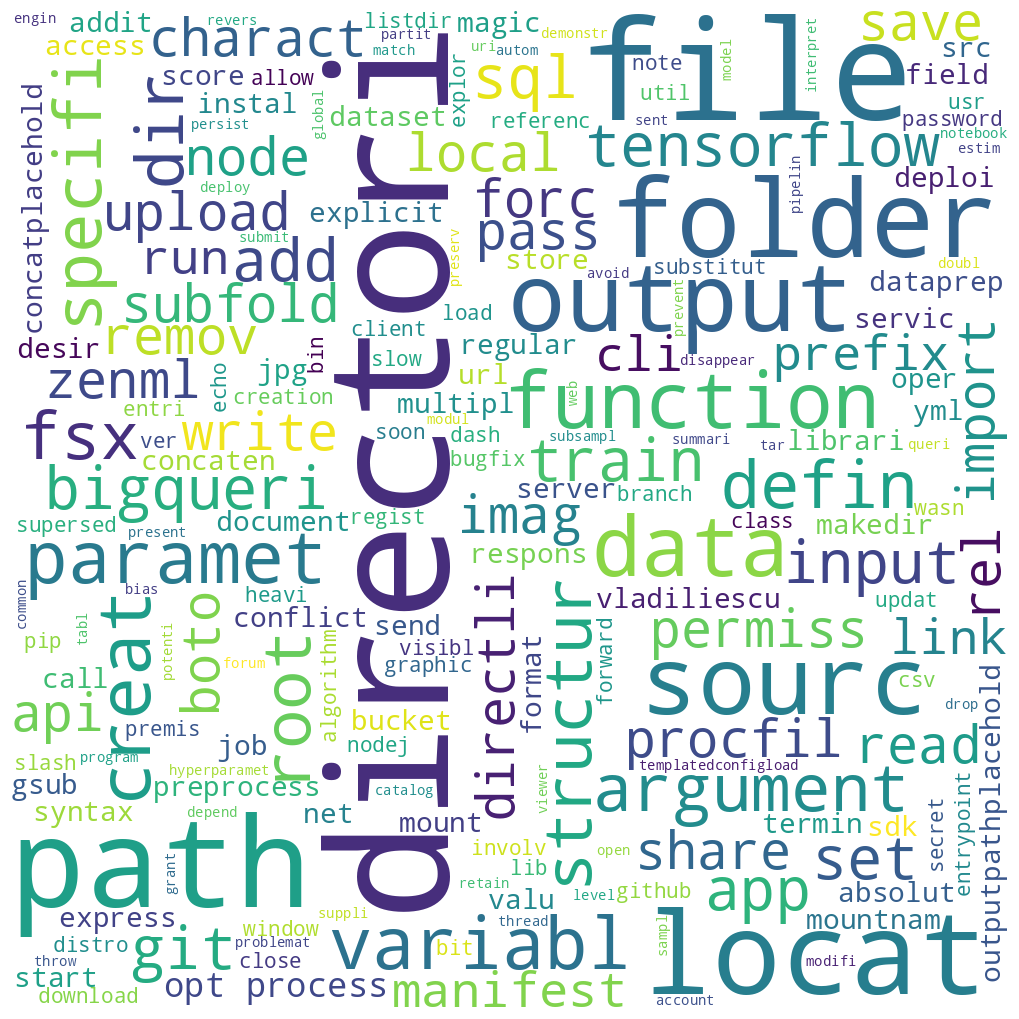 engin
revers
partit
listdir
magic
demonstr
addit
access
charact
match
uri
autom
file
save
score
allow
explor
sql
note
model
interpret
src
field
instal
persist
global
dataset
referenc
util
sent
usr
password
notebook
estim
concatplacehold
specifi
dir
node
deploy
local
tensorflow
pipelin
deploi
upload
explicit
forc
folder
submit
run
add
preserv
pass
store
avoid
substitut
doubl
dataprep
subfold
directori
output
prevent
servic
desir
remov
client
load
regular
cli
disappear
prefix
import
bin
slow
zenml
echo
jpg
creation
url
multipl
function
web
oper
yml
entri
modul
fsx
ver
write
soon
dash
subsampl
summari
tar
librari
queri
concaten
bugfix
train
bigqueri
server
branch
defin
wasn
supersed
present
document
regist
imag
class
makedir
paramet
respons
data
input
rel
common
bias
heavi
creat
boto
conflict
send
directli
structur
vladiliescu
updat
tabl
pip
potenti
forum
root
algorithm
visibl
graphic
format
forward
permiss
link
call
api
premis
bucket
sourc
csv
drop
outputpathplacehold
job
nodej
procfil
read
slash
program
hyperparamet
templatedconfigload
gsub
preprocess
catalog
viewer
argument
syntax
depend
net
mount
termin
sdk
secret
entrypoint
path
grant
involv
open
share
set
lib
retain
level
github
app
absolut
express
suppli
valu
thread
mountnam
window
variabl
distro
git
problemat
bit
sampl
locat
throw
close
modifi
start
download
opt
process
manifest
account